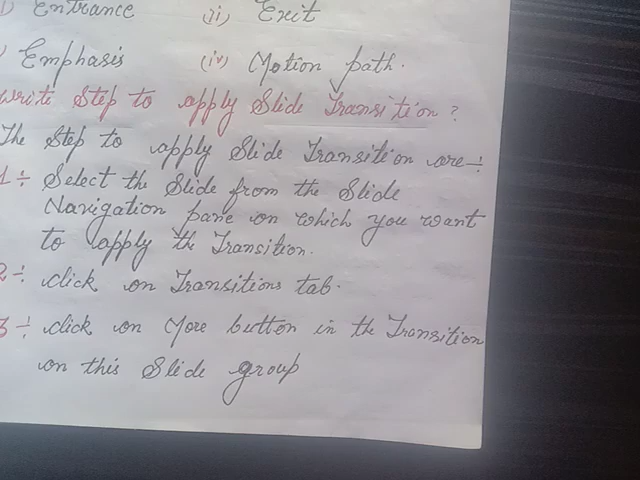 i) Entrance (ii) Exit
) Emphasis (iv) Motion path.
write Step to apply Slide Transition?
The Step to apply Slide Transition are ÷
1 ÷ Select the Slide from the Slide
Navigation pane on which you want
to apply the Transition.
2 ÷ click on Transitions tab.
3 ÷ click on More button in the Transition
on this Slide group